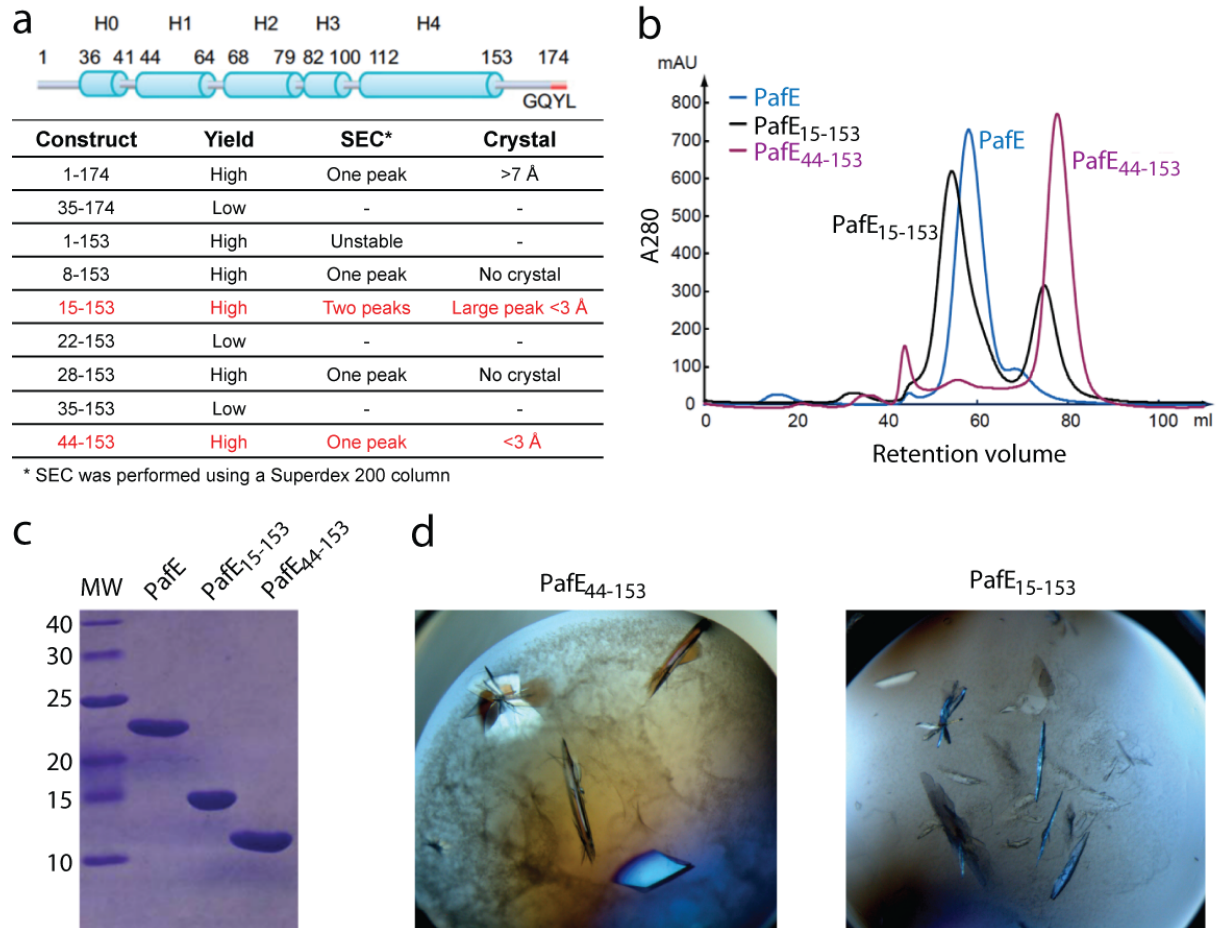 a
H0 H1 H2 H3 H4
1 36 41 44 64 68 79 82 100 112 153 174
GQYL
Construct Yield SEC* Crystal
1-174 High One peak >7 Å
35-174 Low - -
1-153 High Unstable -
8-153 High One peak No crystal
15-153 High Two peaks Large peak <3 Å
22-153 Low - -
28-153 High One peak No crystal
35-153 Low - -
44-153 High One peak <3 Å
* SEC was performed using a Superdex 200 column
b
mAU
800
700
600
500
400
300
200
100
0
A280
PafE
PafE15-153
PafE44-153
PafE
PafE44-153
PafE15-153
0 20 40 60 80 100 ml
Retention volume
c
MW PafE PafE15-153 PafE44-153
40
30
25
20
15
10
d
PafE44-153 PafE15-153